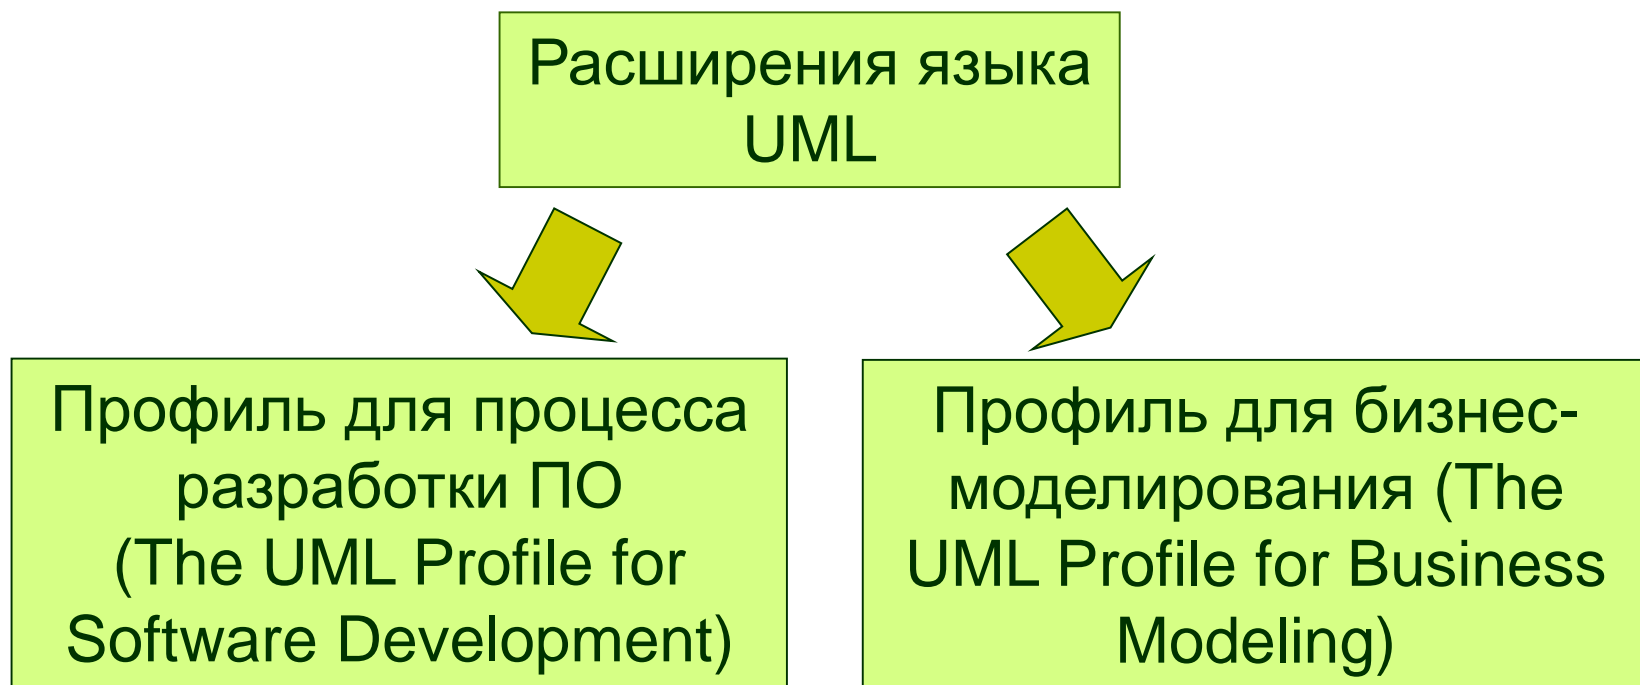 Расширения языка
UML
Профиль для процесса
разработки ПО
(The UML Profile for
Software Development)
Профиль для бизнес-
моделирования (The
UML Profile for Business
Modeling)